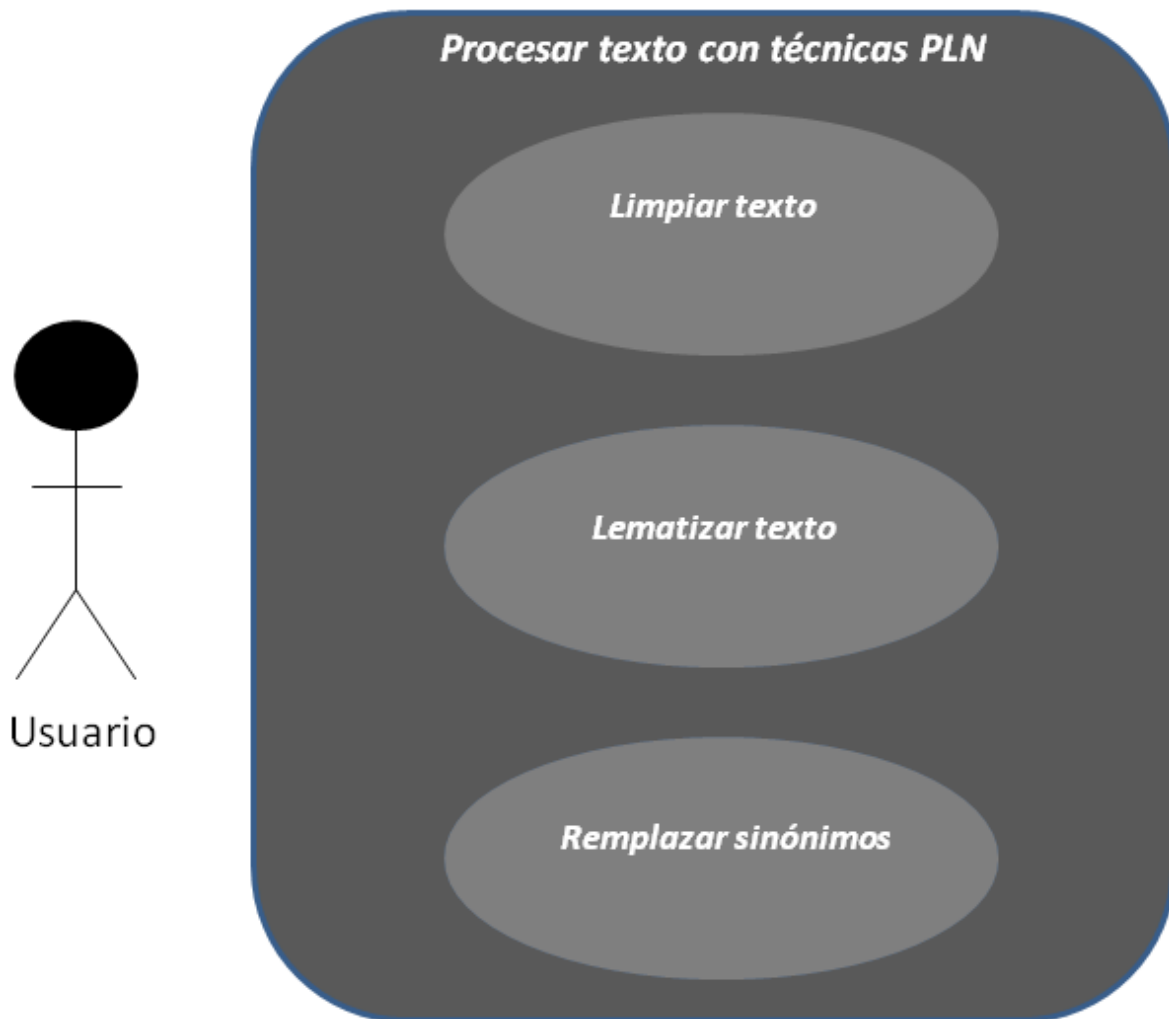 Procesar texto con técnicas PLN
Limpiar texto
Lematizar texto
Usuario
Remplazar sinónimos